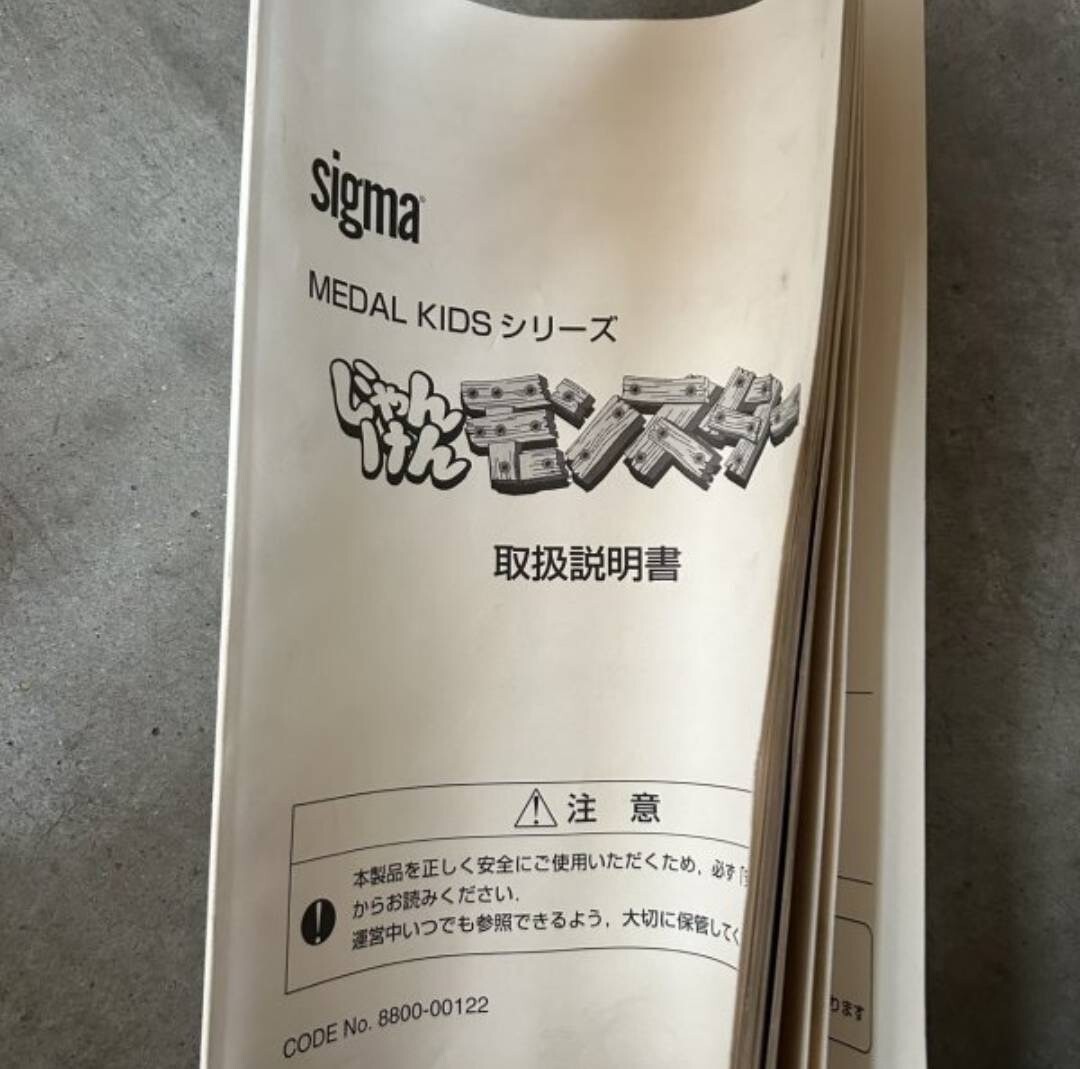 sigma
MEDAL KIDSシリーズ
じゃん
けん
モンスター
取扱説明書
注 意
本製品を正しく安全にご使用いただくため，必ず「
からお読みください．
運営中いつでも参照できるよう，大切に保管してく
CODE No. 8800-00122
ります